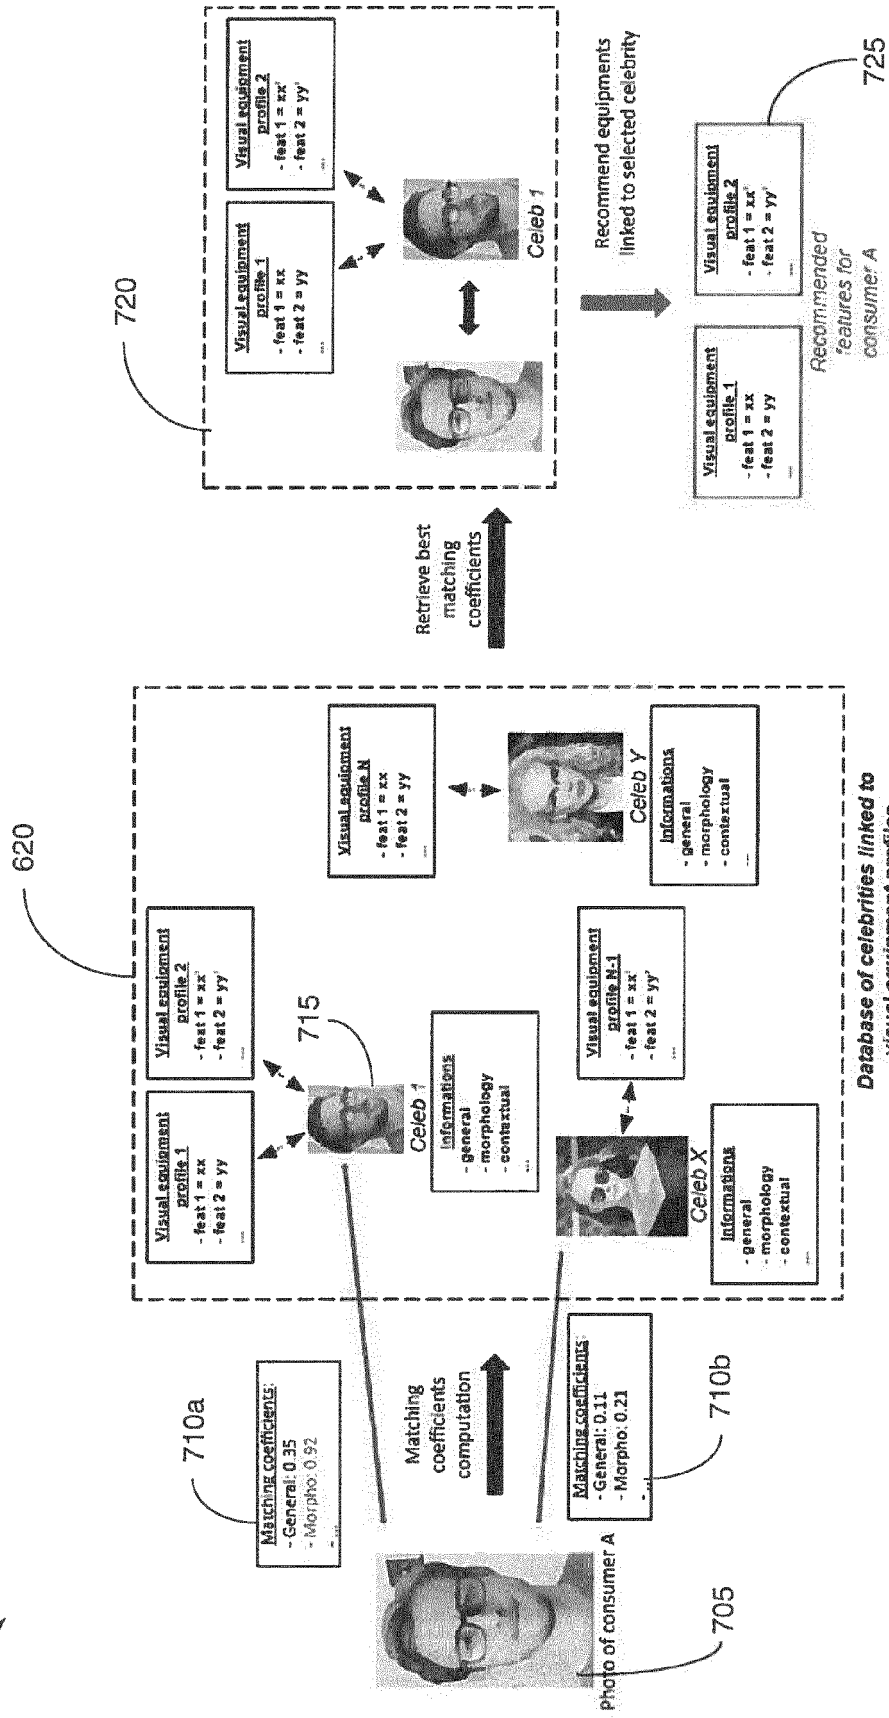 710a
Matching coefficients:
- General: 0.35
- Morpho: 0.92
- ...
Photo of consumer A
705
Matching
coefficients
computation
Matching coefficients:
- General: 0.11
- Morpho: 0.21
- ...
710b
620
Visual equipment
profile 1
- feat 1 = xx
- feat 2 = yy
...
Visual equipment
profile 2
- feat 1 = xx'
- feat 2 = yy'
...
715
Celeb 1
Informations
- general
- morphology
- contextual
...
Visual equipment
profile N
- feat 1 = xx
- feat 2 = yy
...
Celeb Y
Informations
- general
- morphology
- contextual
...
Celeb X
Informations
- general
- morphology
- contextual
...
Visual equipment
profile N-1
- feat 1 = xx'
- feat 2 = yy'
...
Database of celebrities linked to
visual equipment profiles
Retrieve best
matching
coefficients
720
Visual equipment
profile 1
- feat 1 = xx
- feat 2 = yy
...
Visual equipment
profile 2
- feat 1 = xx'
- feat 2 = yy'
...
Celeb 1
Recommend equipments
linked to selected celebrity
Visual equipment
profile 1
- feat 1 = xx
- feat 2 = yy
...
Visual equipment
profile 2
- feat 1 = xx'
- feat 2 = yy'
...
725
Recommended
features for
consumer A